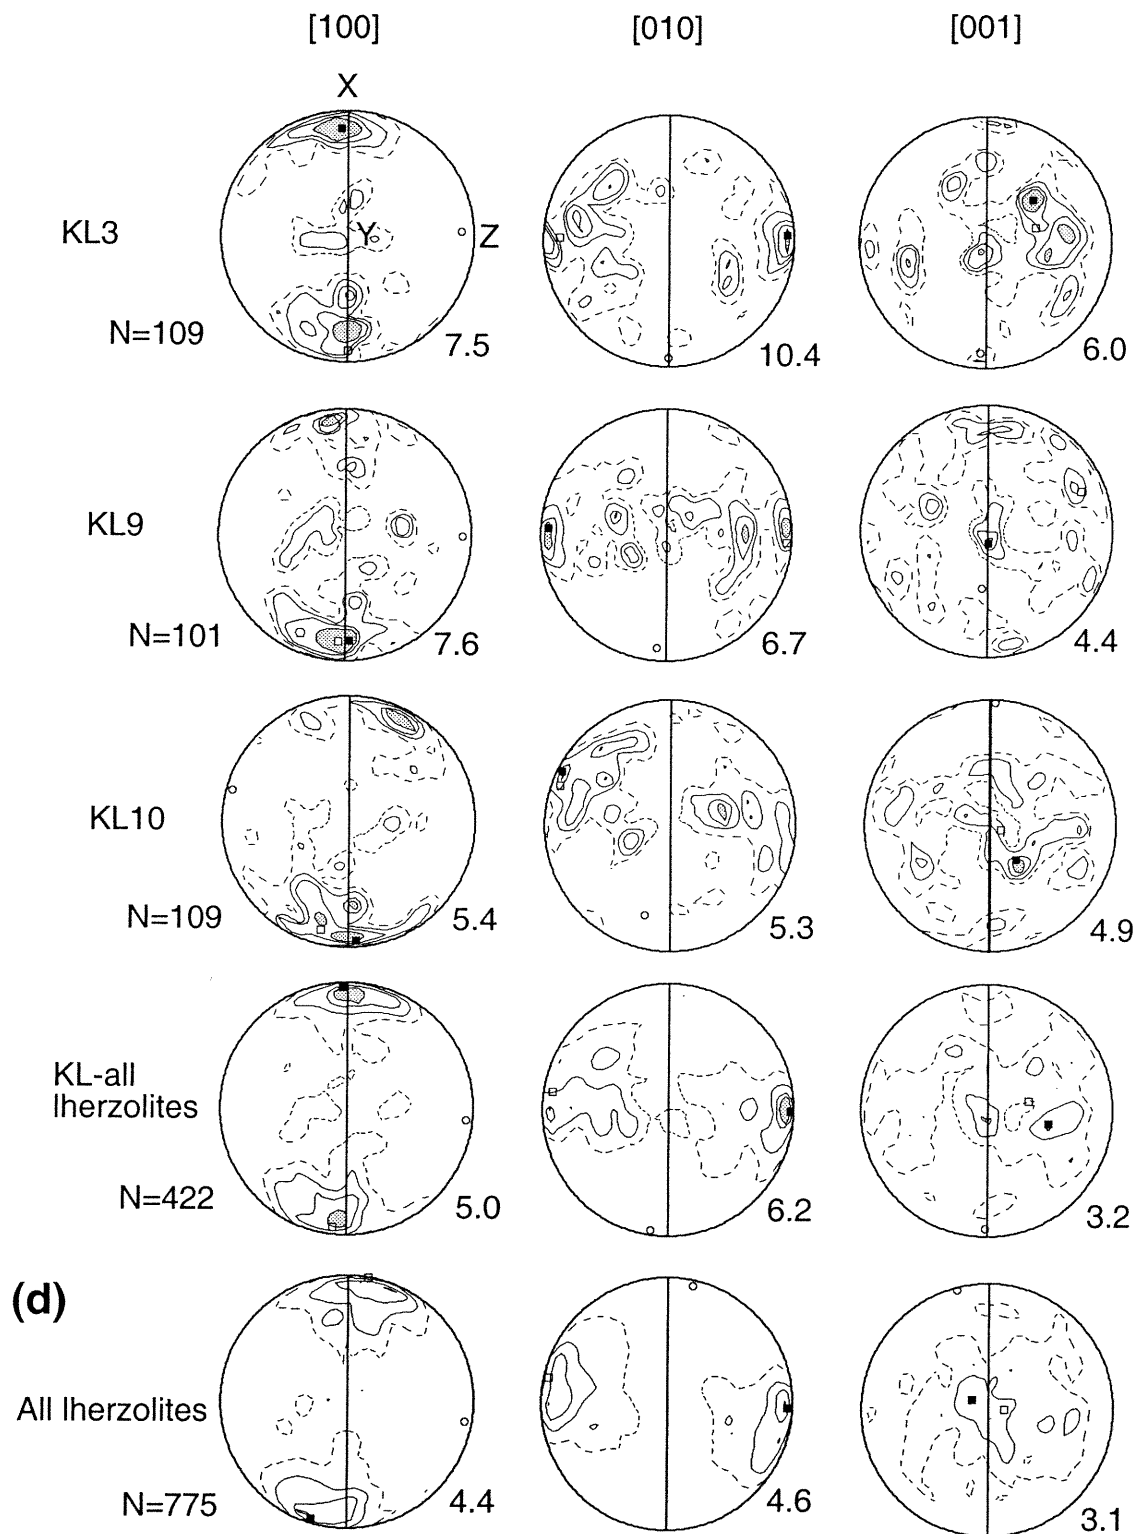 [100] [010] [001]
X
KL3 Y Z
N=109 7.5 10.4 6.0
KL9
N=101 7.6 6.7 4.4
KL10
N=109 5.4 5.3 4.9
KL-all
lherzolites
N=422 5.0 6.2 3.2
(d)
All lherzolites
N=775 4.4 4.6 3.1